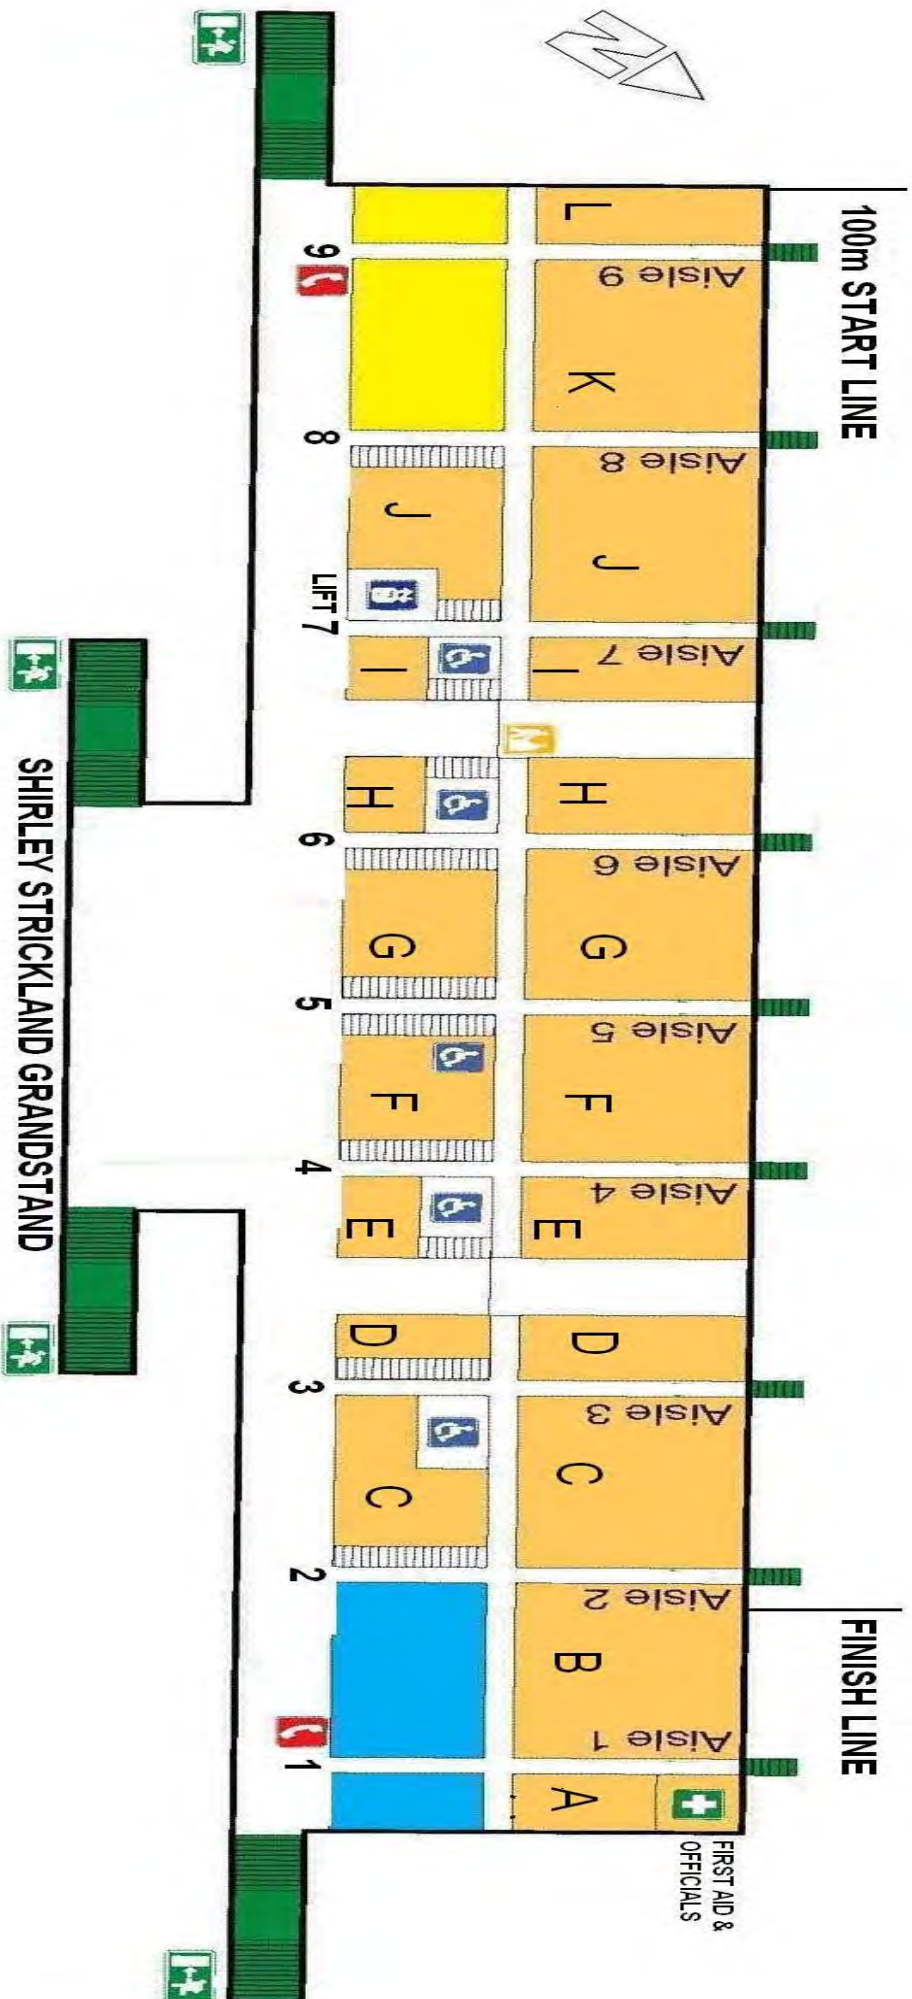 100m START LINE
FINISH LINE
N
FIRST AID &
OFFICIALS
Aisle 9
Aisle 8
Aisle 7
Aisle 6
Aisle 5
Aisle 4
Aisle 3
Aisle 2
Aisle 1
L
K
J
I
H
G
F
E
D
C
B
A
J
I
H
G
F
E
D
C
9
8
LIFT 7
6
5
4
3
2
1
SHIRLEY STRICKLAND GRANDSTAND